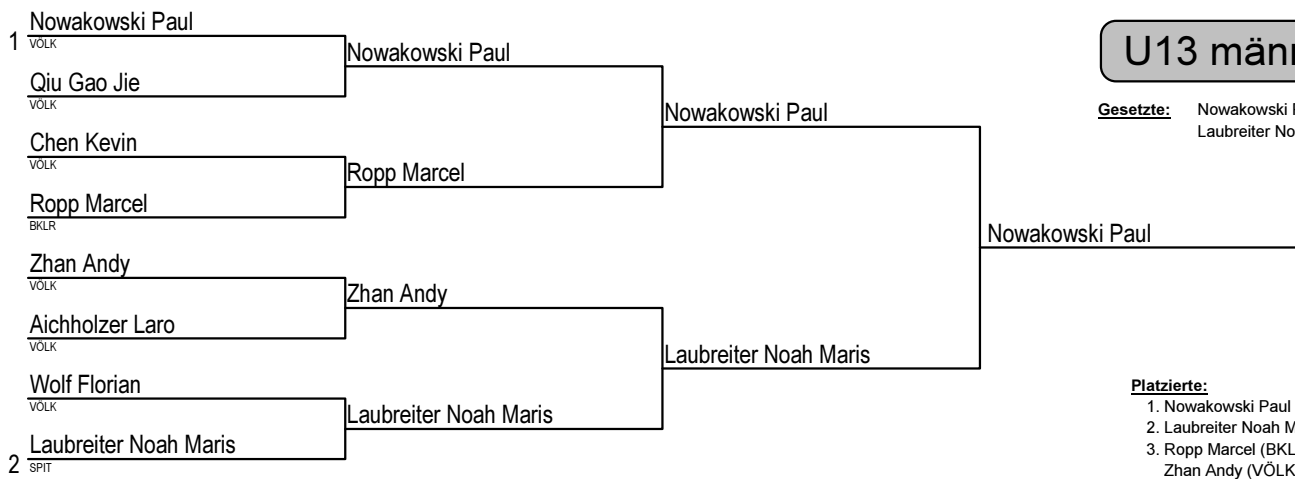 Nowakowski Paul
1 VÖLK
Nowakowski Paul
Qiu Gao Jie
VÖLK
Nowakowski Paul
Chen Kevin
VÖLK
Ropp Marcel
Ropp Marcel
BKLR
Nowakowski Paul
Zhan Andy
VÖLK
Zhan Andy
Aichholzer Laro
VÖLK
Laubreiter Noah Maris
Wolf Florian
VÖLK
Laubreiter Noah Maris
Laubreiter Noah Maris
2 SPIT
U13
Gesetzte: Nowakowski
Laubreiter
Platzierte:
1. Nowakowski Paul
2. Laubreiter Noah
3. Ropp Marcel (BKL
Zhan Andy (VÖLK